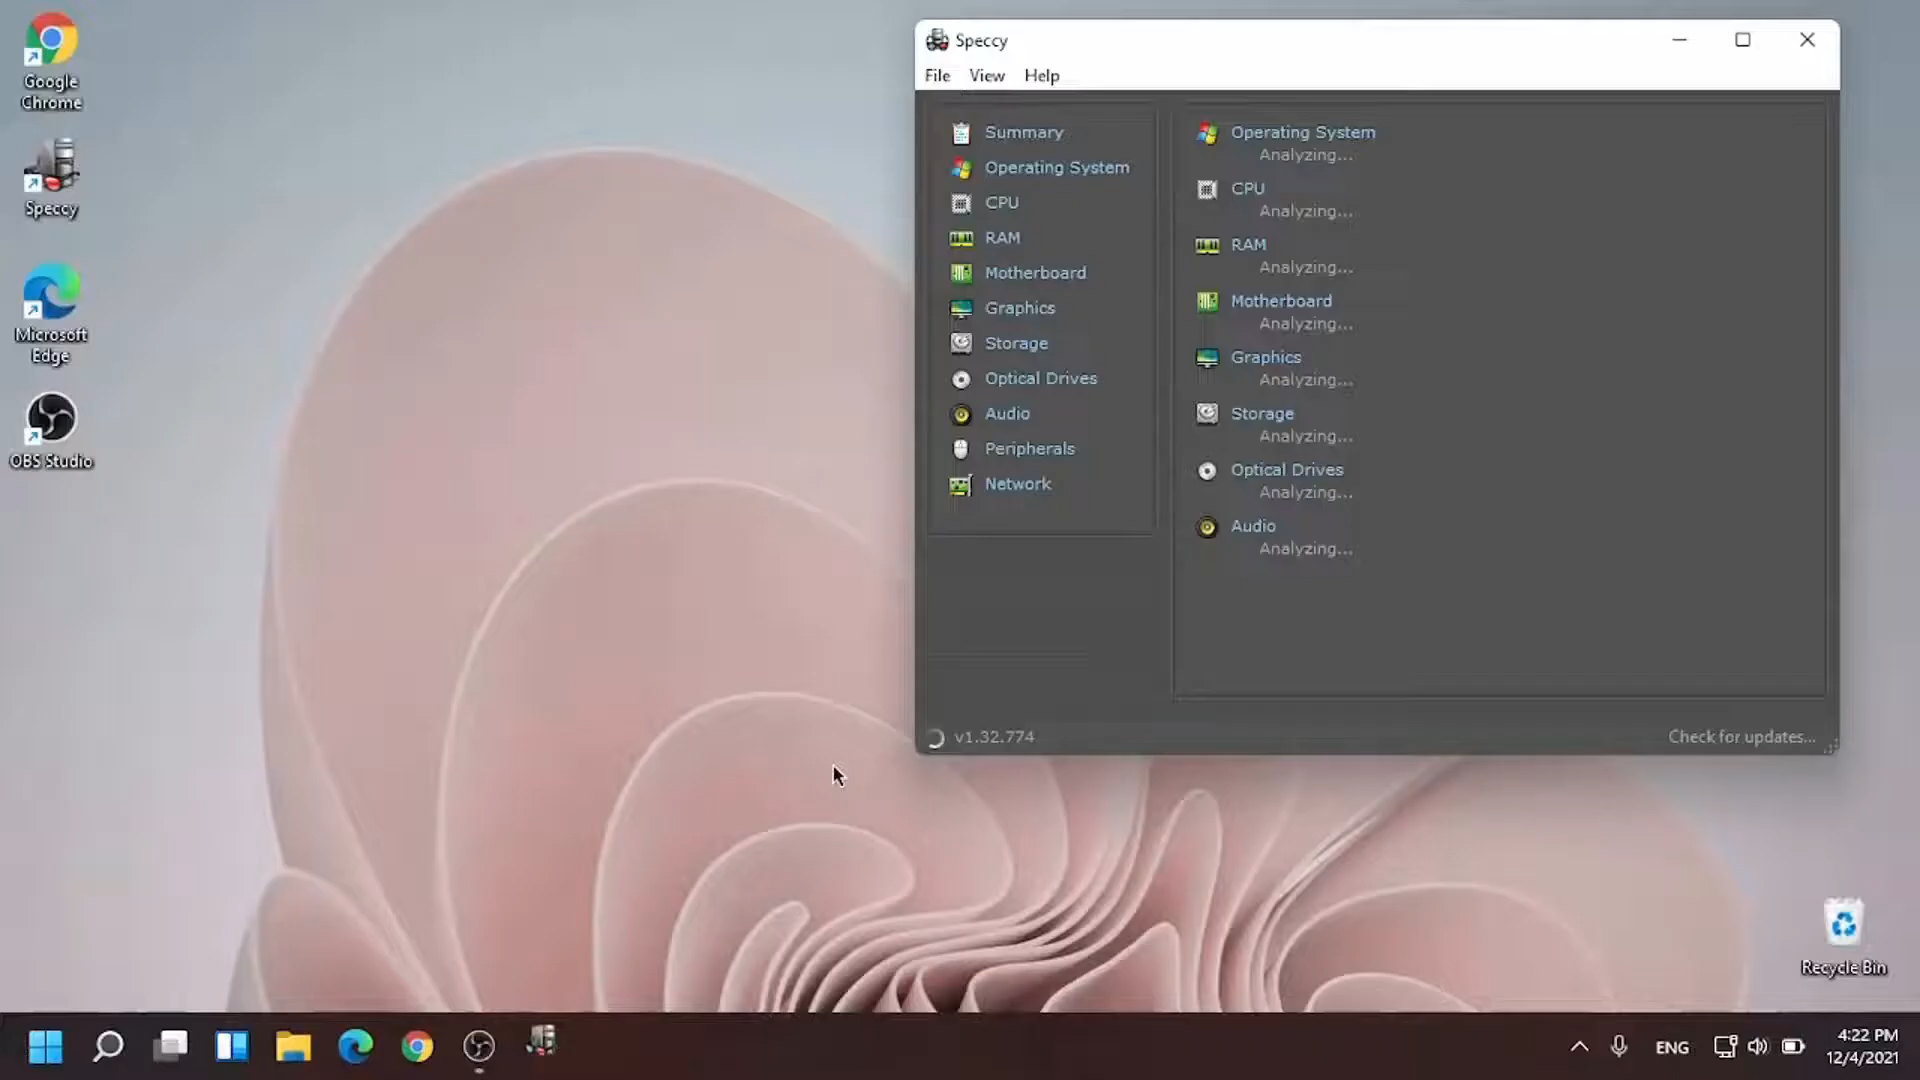 Google
Chrome
Speccy
Microsoft
Edge
OBS Studio
Speccy
File View Help
Summary
Operating System
CPU
RAM
Motherboard
Graphics
Storage
Optical Drives
Audio
Peripherals
Network
Operating System
Analyzing...
CPU
Analyzing...
RAM
Analyzing...
Motherboard
Analyzing...
Graphics
Analyzing...
Storage
Analyzing...
Optical Drives
Analyzing...
Audio
Analyzing...
v1.32.774
Check for updates...
Recycle Bin
ENG
4:22 PM
12/4/2021